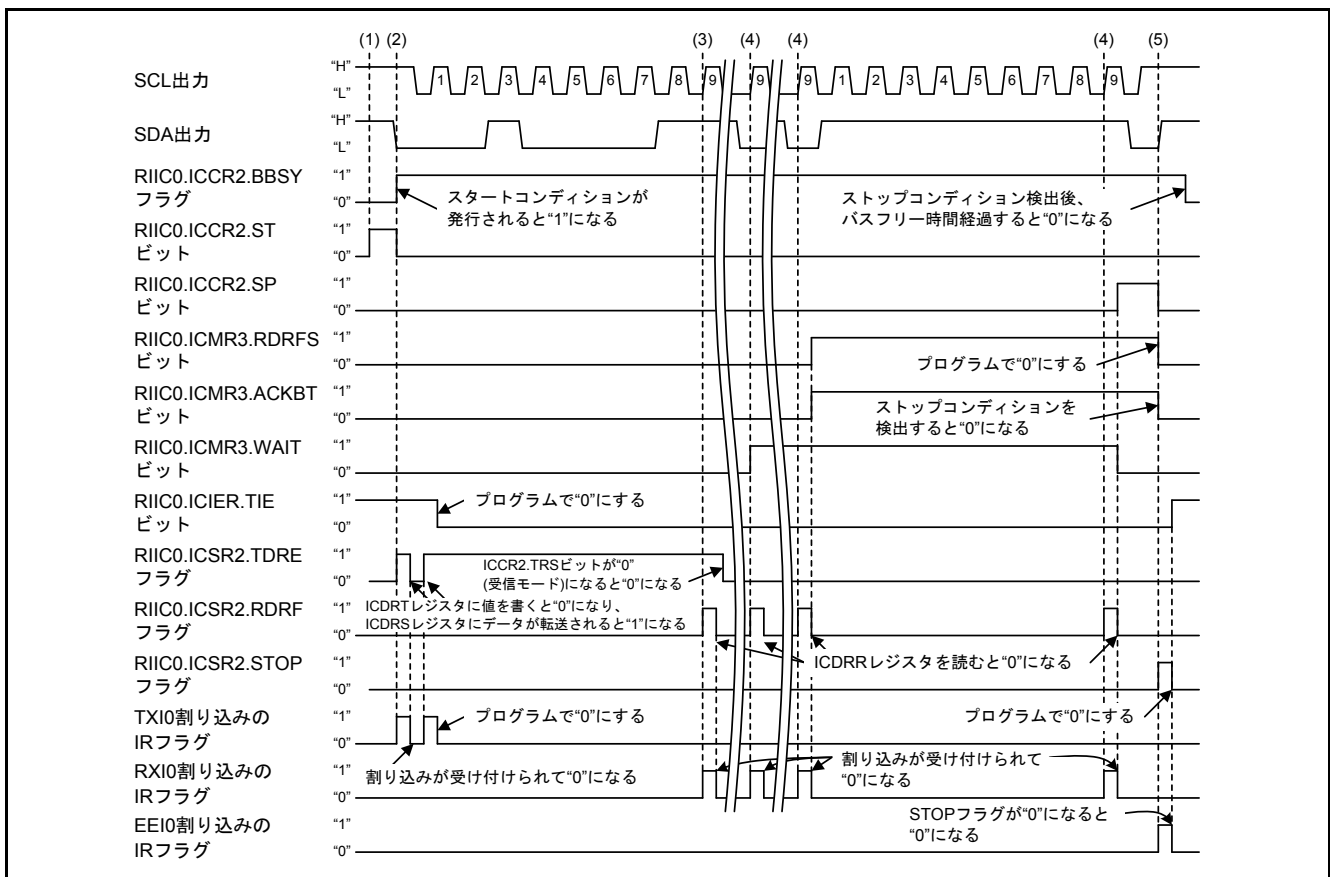 (1) (2) (3) (4) (4) (4) (5)
SCL出力
“H”
“L”
1 2 3 4 5 6 7 8 9 9 9 1 2 3 4 5 6 7 8 9
SDA出力
“H”
“L”
RIIC0.ICCR2.BBSY
フラグ
“1”
“0”
スタートコンディションが
発行されると“1”になる
ストップコンディション検出後、
バスフリー時間経過すると“0”になる
RIIC0.ICCR2.ST
ビット
“1”
“0”
RIIC0.ICCR2.SP
ビット
“1”
“0”
RIIC0.ICMR3.RDRFS
ビット
“1”
“0”
プログラムで“0”にする
RIIC0.ICMR3.ACKBT
ビット
“1”
“0”
ストップコンディションを
検出すると“0”になる
RIIC0.ICMR3.WAIT
ビット
“1”
“0”
RIIC0.ICIER.TIE
ビット
“1”
“0”
プログラムで“0”にする
RIIC0.ICSR2.TDRE
フラグ
“1”
“0”
ICCR2.TRSビットが“0”
(受信モード)になると“0”になる
ICDRTレジスタに値を書くと“0”になり、
ICDRSレジスタにデータが転送されると“1”になる
RIIC0.ICSR2.RDRF
フラグ
“1”
“0”
ICDRRレジスタを読むと“0”になる
RIIC0.ICSR2.STOP
フラグ
“1”
“0”
プログラムで“0”にする
TXI0割り込みの
IRフラグ
“1”
“0”
プログラムで“0”にする
割り込みが受け付けられて“0”になる
RXI0割り込みの
IRフラグ
“1”
“0”
割り込みが受け付けられて
“0”になる
EEI0割り込みの
IRフラグ
“1”
“0”
STOPフラグが“0”になると
“0”になる